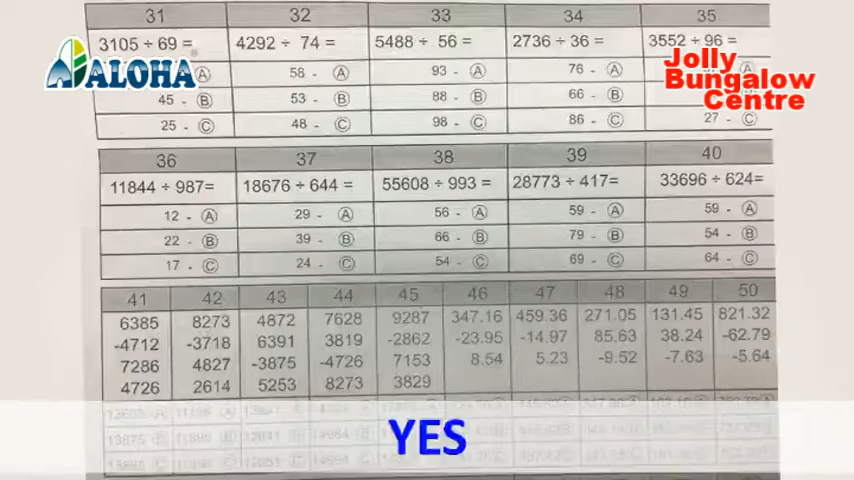 31 32 33 34 35
3105 ÷ 69 = 4292 ÷ 74 = 5488 ÷ 56 = 2736 ÷ 36 = 3552 ÷ 96 =
ALOHA
Jolly
Bungalow
Centre
A 58 - A 93 - A 76 - A
45 - B 53 - B 88 - B 66 - B
25 - C 48 - C 98 - C 86 - C 27 - C
36 37 38 39 40
11844 ÷ 987= 18676 ÷ 644 = 55608 ÷ 993 = 28773 ÷ 417= 33696 ÷ 624=
12 - A 29 - A 56 - A 59 - A 59 - A
22 - B 39 - B 66 - B 79 - B 54 - B
17 - C 24 - C 54 - C 69 - C 64 - C
41 42 43 44 45 46 47 48 49 50
6385 8273 4872 7628 9287 347.16 459.36 271.05 131.45 821.32
-4712 -3718 6391 3819 -2862 -23.95 -14.97 85.63 38.24 -62.79
7286 4827 -3875 -4726 7153 8.54 5.23 -9.52 -7.63 -5.64
4726 2614 5253 8273 3829
YES